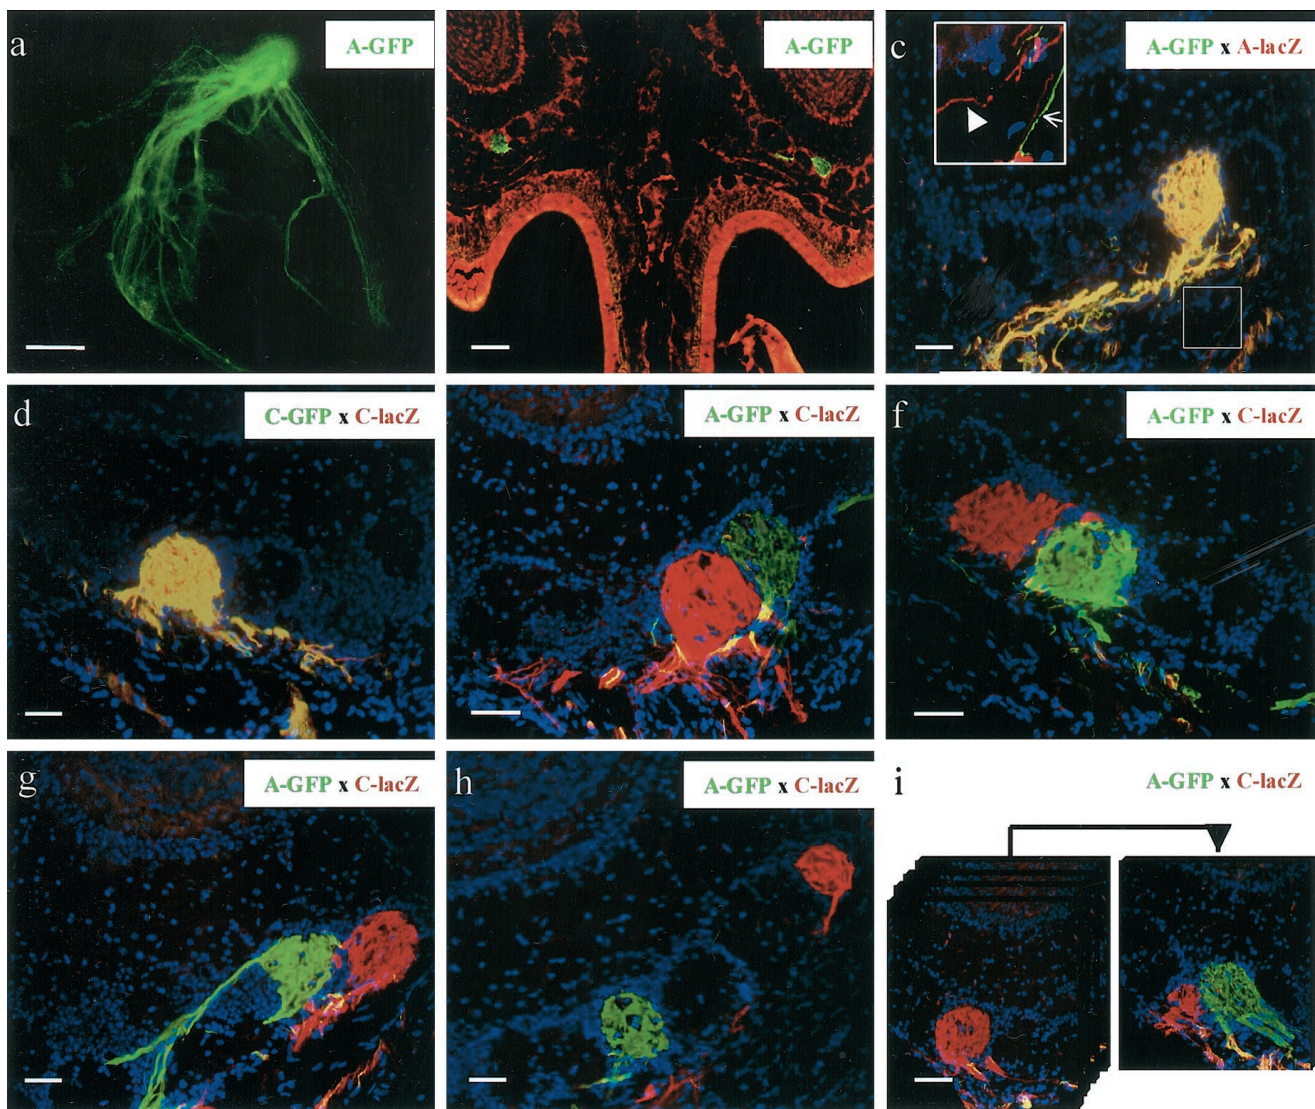 a
A-GFP
A-GFP
c
A-GFP x A-lacZ
d
C-GFP x C-lacZ
A-GFP x C-lacZ
f
A-GFP x C-lacZ
g
A-GFP x C-lacZ
h
A-GFP x C-lacZ
i
A-GFP x C-lacZ